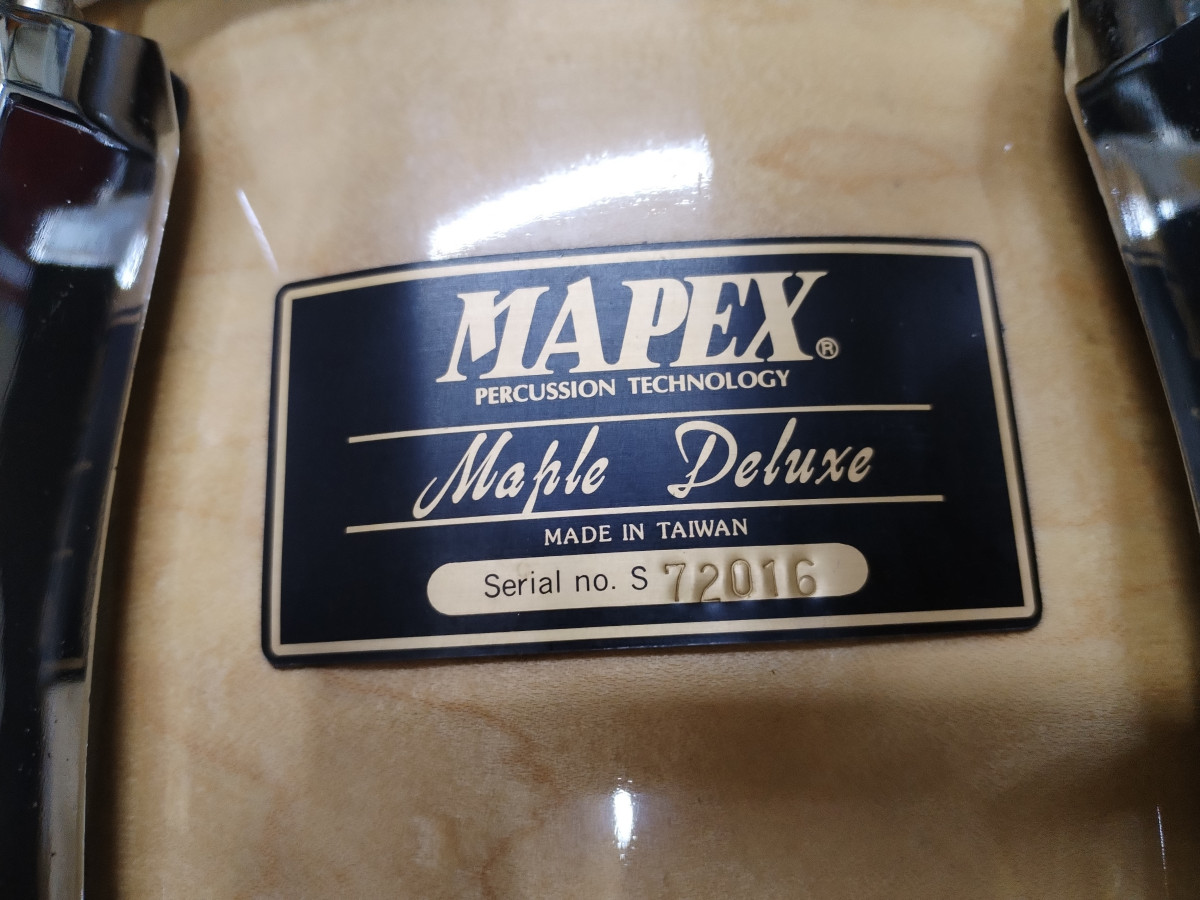 MAPEX®
PERCUSSION TECHNOLOGY
Maple Deluxe
MADE IN TAIWAN
Serial no. S 72016